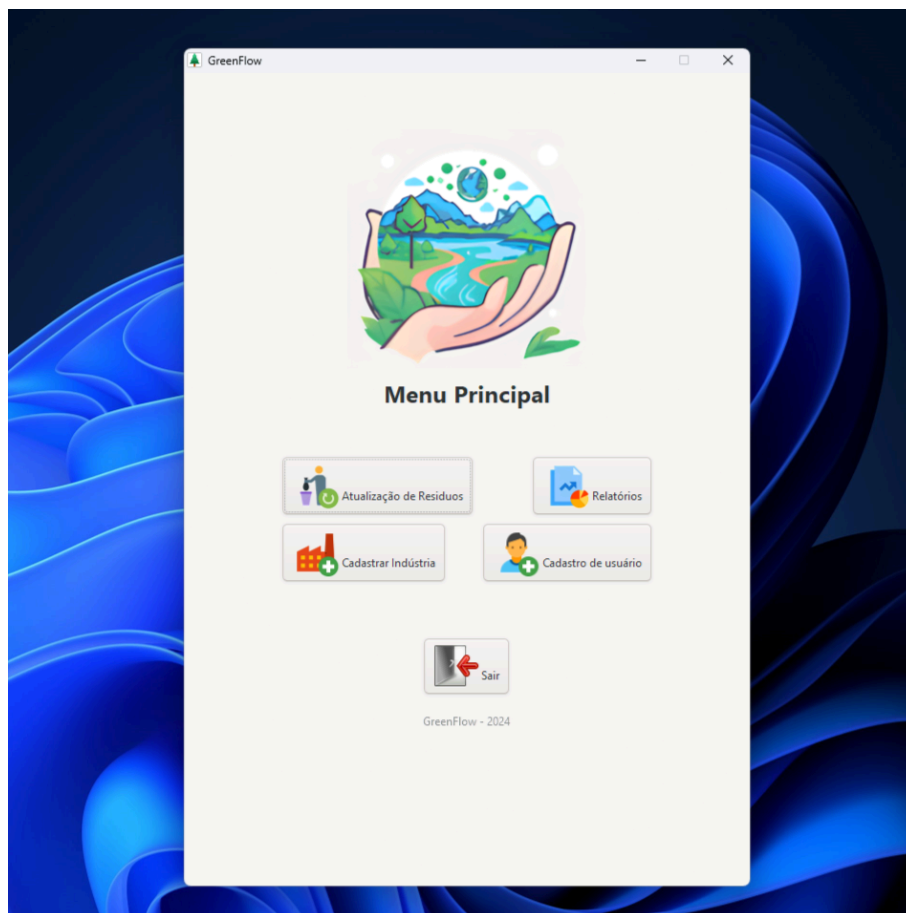 GreenFlow
Menu Principal
Atualização de Residuos
Relatórios
Cadastrar Indústria
Cadastro de usuário
Sair
GreenFlow - 2024